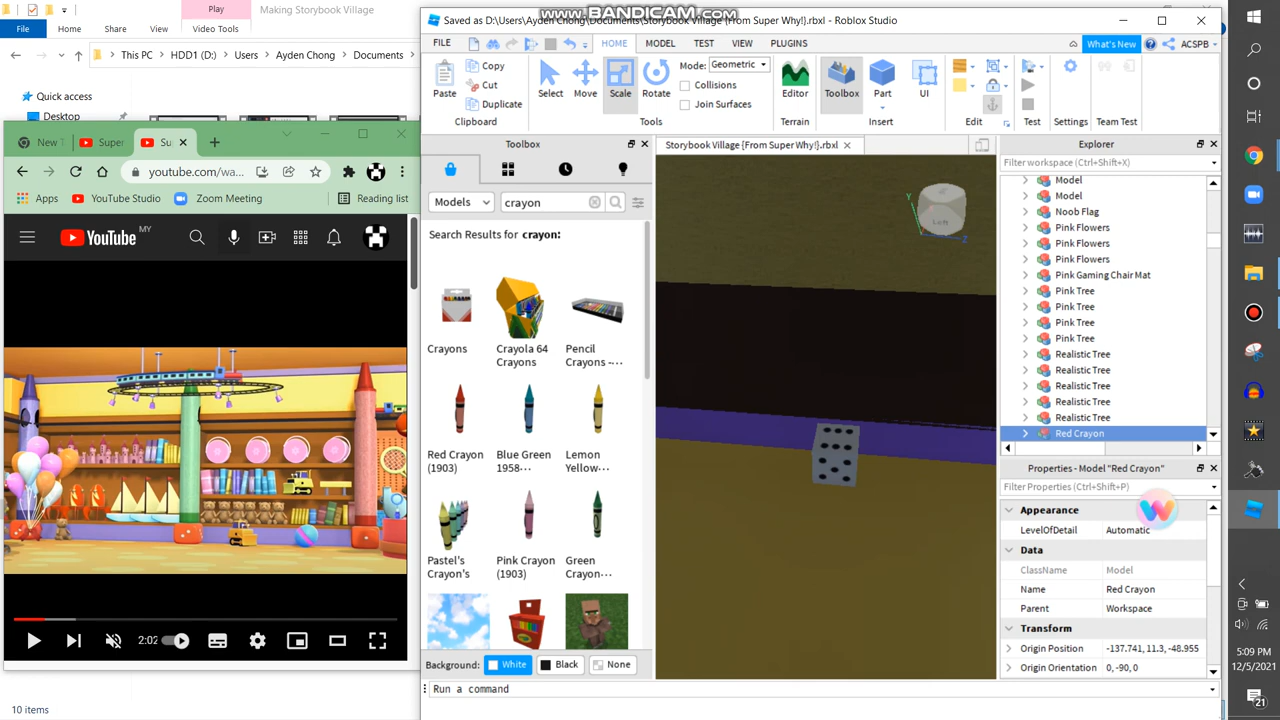 www.BANDICAM.com
Play
Making Storybook Village
File
Home
Share
View
Video Tools
This PC
HDD1 (D:)
Users
Ayden Chong
Documents
Quick access
Desktop
New T
Super
Su
youtube.com/wa...
Apps
YouTube Studio
Zoom Meeting
Reading list
YouTube
MY
2:02
10 items
Saved as D:\Users\Ayden Chong\Documents\Storybook Village {From Super Why!}.rbxl - Roblox Studio
FILE
HOME
MODEL
TEST
VIEW
PLUGINS
What's New
ACSPB
Paste
Copy
Cut
Duplicate
Clipboard
Select
Move
Scale
Rotate
Tools
Mode:
Geometric
Collisions
Join Surfaces
Editor
Terrain
Toolbox
Part
Insert
UI
Edit
Test
Settings
Team Test
Toolbox
Models
crayon
Search Results for crayon:
Crayons
Crayola 64
Crayons
Pencil
Crayons -...
Red Crayon
(1903)
Blue Green
1958-...
Lemon
Yellow-...
Pastel's
Crayon's
Pink Crayon
(1903)
Green
Crayon-...
Background:
White
Black
None
Run a command
Storybook Village {From Super Why!}.rbxl
Y
Left
Z
Explorer
Filter workspace (Ctrl+Shift+X)
Model
Model
Noob Flag
Pink Flowers
Pink Flowers
Pink Flowers
Pink Gaming Chair Mat
Pink Tree
Pink Tree
Pink Tree
Pink Tree
Realistic Tree
Realistic Tree
Realistic Tree
Realistic Tree
Realistic Tree
Red Crayon
Properties - Model "Red Crayon"
Filter Properties (Ctrl+Shift+P)
Appearance
LevelOfDetail
Automatic
Data
ClassName
Model
Name
Red Crayon
Parent
Workspace
Transform
Origin Position
-137.741, 11.3, -48.955
Origin Orientation
0, -90, 0
5:09 PM
12/5/2021
21